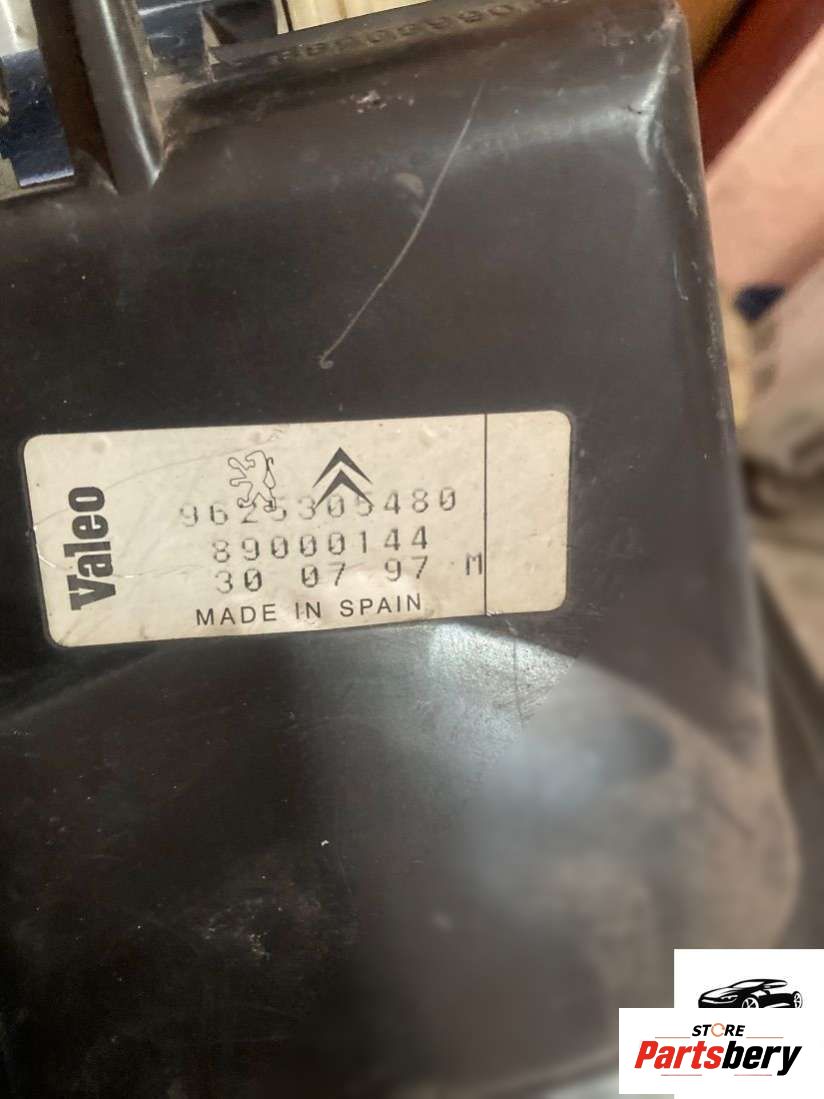 Valeo
9625305480
89000144
30 07 97 M
MADE IN SPAIN
STORE
Partsbery